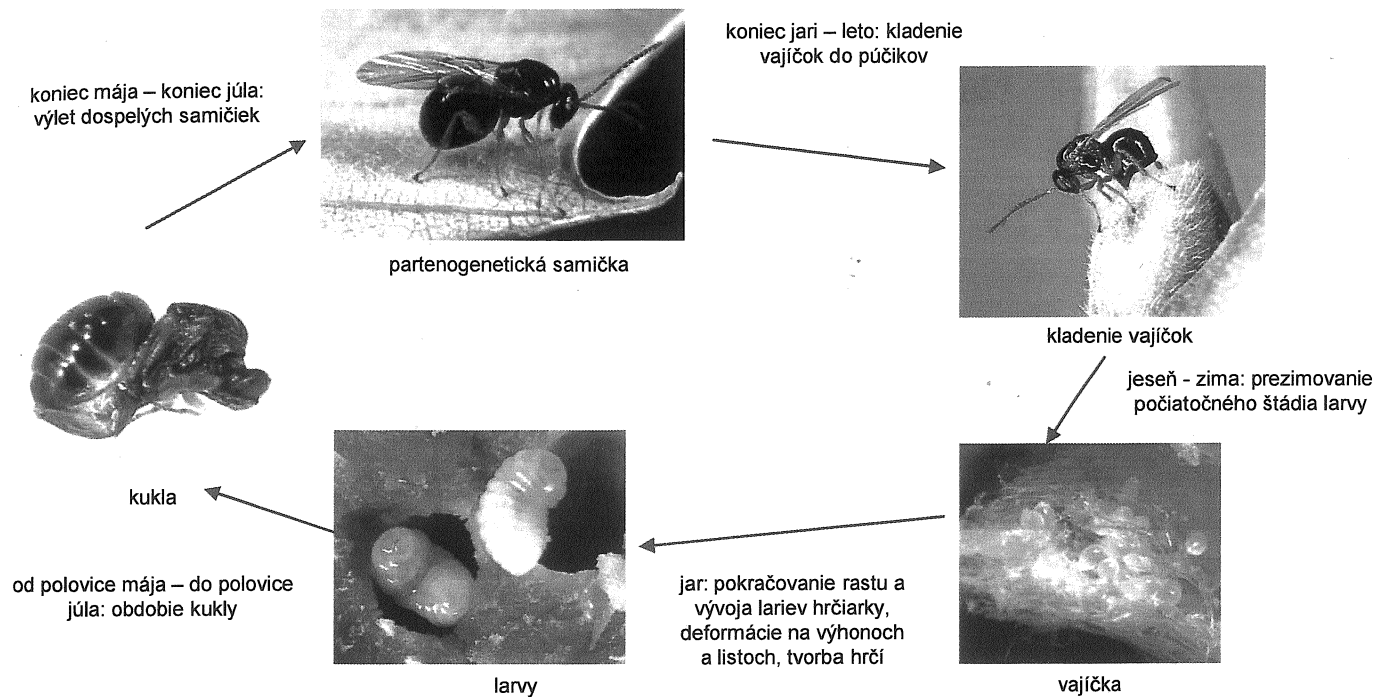 koniec mája – koniec júla:
výlet dospelých samičiek
partenogenetická samička
koniec jari – leto: kladenie
vajíčok do púčikov
kladenie vajíčok
jeseň - zima: prezimovanie
počiatočného štádia larvy
vajíčka
jar: pokračovanie rastu a
vývoja lariev hrčiarky,
deformácie na výhonoch
a listoch, tvorba hrčí
larvy
od polovice mája – do polovice
júla: obdobie kukly
kukla